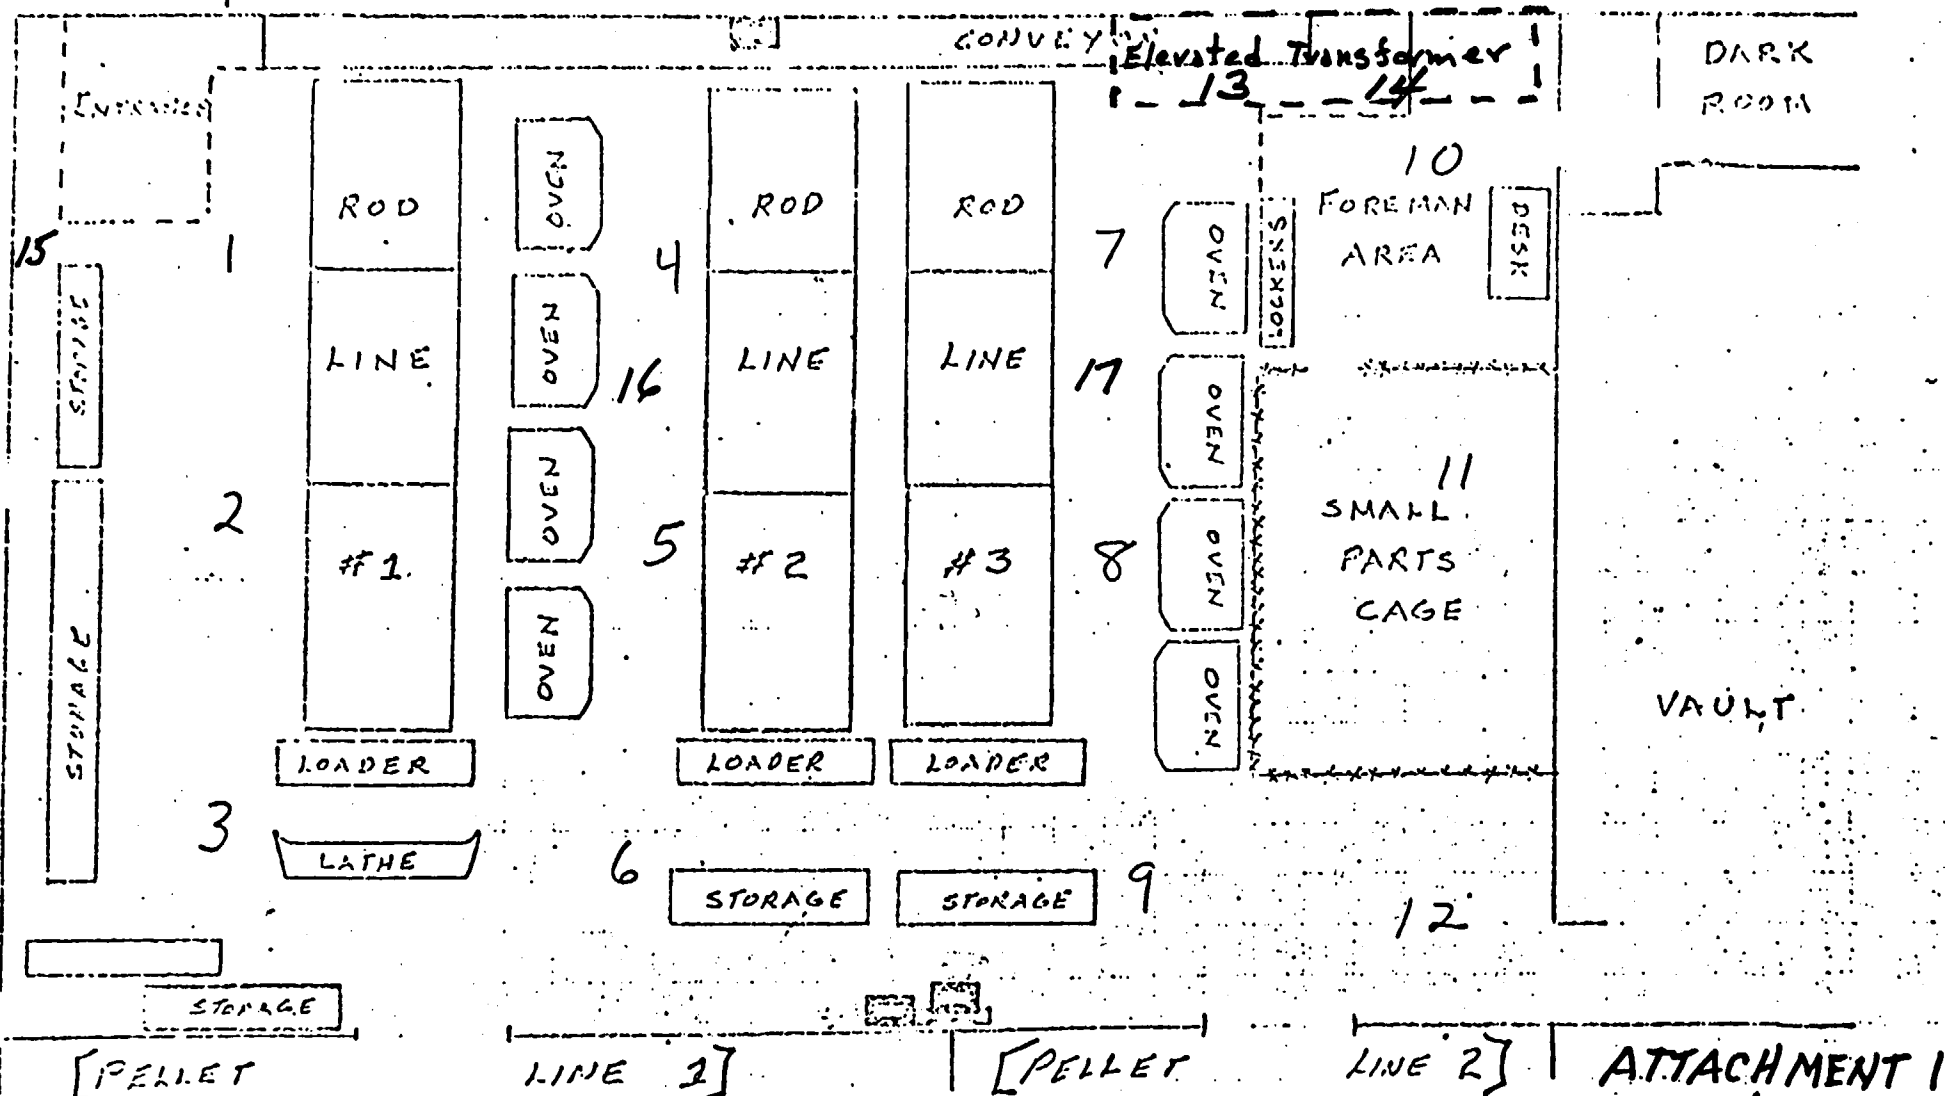 CONVEY
Elevated Transformer
13 14
DARK
ROOM
ENTRANCE
ROD
OVEN
ROD
ROD
10
FOREMAN
AREA
DESK
15
1
4
7
OVEN
LOCKERS
STORAGE
LINE
OVEN
16
LINE
LINE
17
OVEN
2
#1
OVEN
5
#2
#3
8
OVEN
11
SMALL
PARTS
CAGE
STORAGE
OVEN
OVEN
VAULT
LOADER
LOADER
LOADER
3
LATHE
6
STORAGE
STORAGE
9
12
STORAGE
[PELLET LINE 1]
[PELLET LINE 2]
ATTACHMENT 1